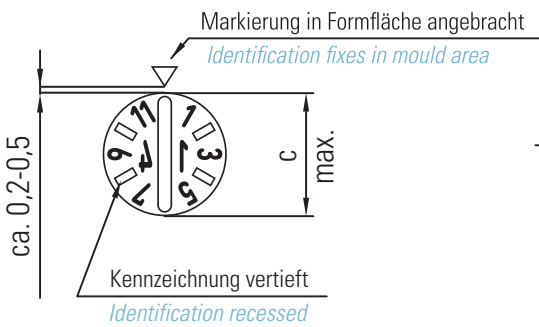 Markierung in Formfläche angebracht
Identification fixes in mould area
ca. 0,2-0,5
11 1
9 3
7 5
c
max.
Kennzeichnung vertieft
Identification recessed